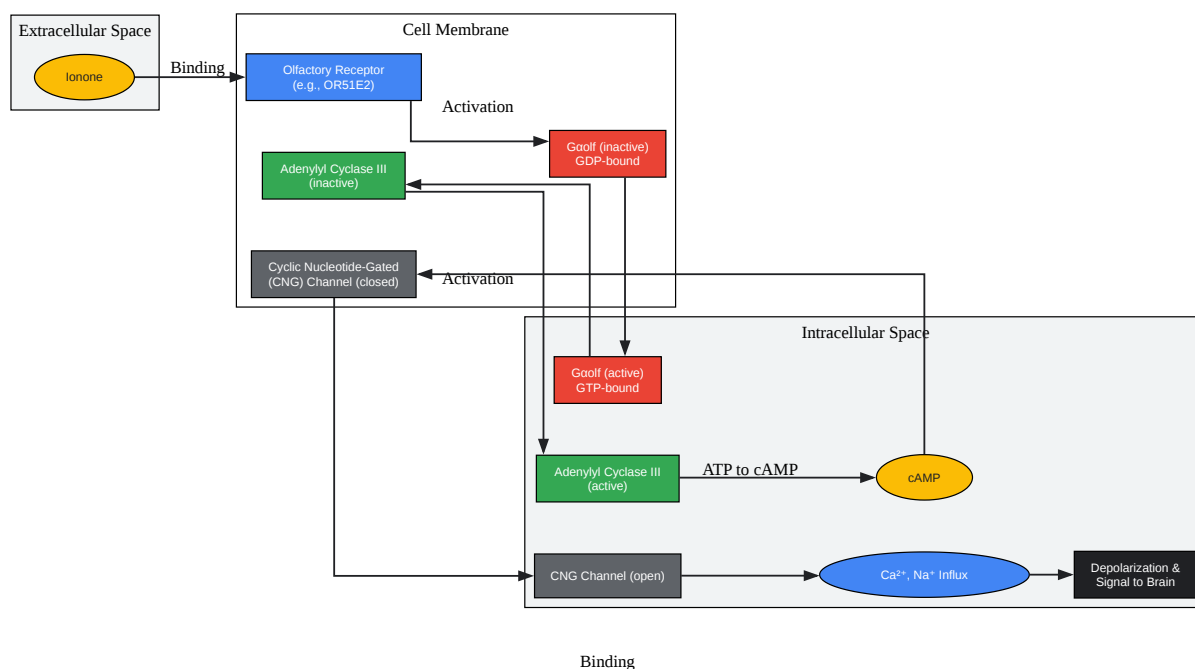 Extracellular Space
Ionone
Binding
Cell Membrane
Olfactory Receptor
(e.g., OR51E2)
Activation
Gαolf (inactive)
GDP-bound
Adenylyl Cyclase III
(inactive)
Cyclic Nucleotide-Gated
(CNG) Channel (closed)
Activation
Intracellular Space
Gαolf (active)
GTP-bound
Adenylyl Cyclase III
(active)
ATP to cAMP
cAMP
CNG Channel (open)
Ca²⁺, Na⁺ Influx
Depolarization &
Signal to Brain
Binding